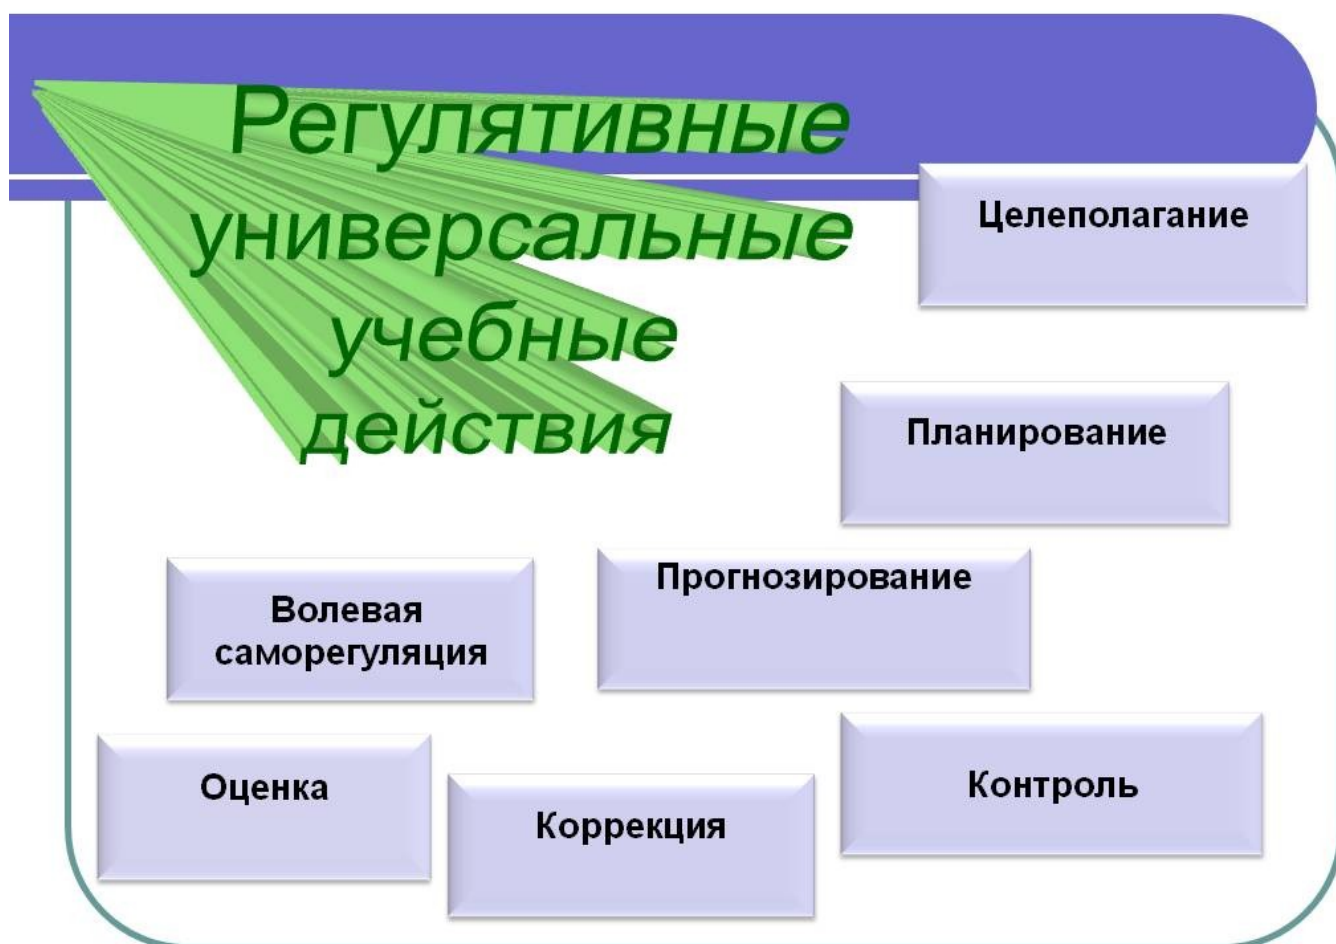 Регулятивные
универсальные
учебные
действия
Целеполагание
Планирование
Прогнозирование
Волевая
саморегуляция
Контроль
Оценка
Коррекция